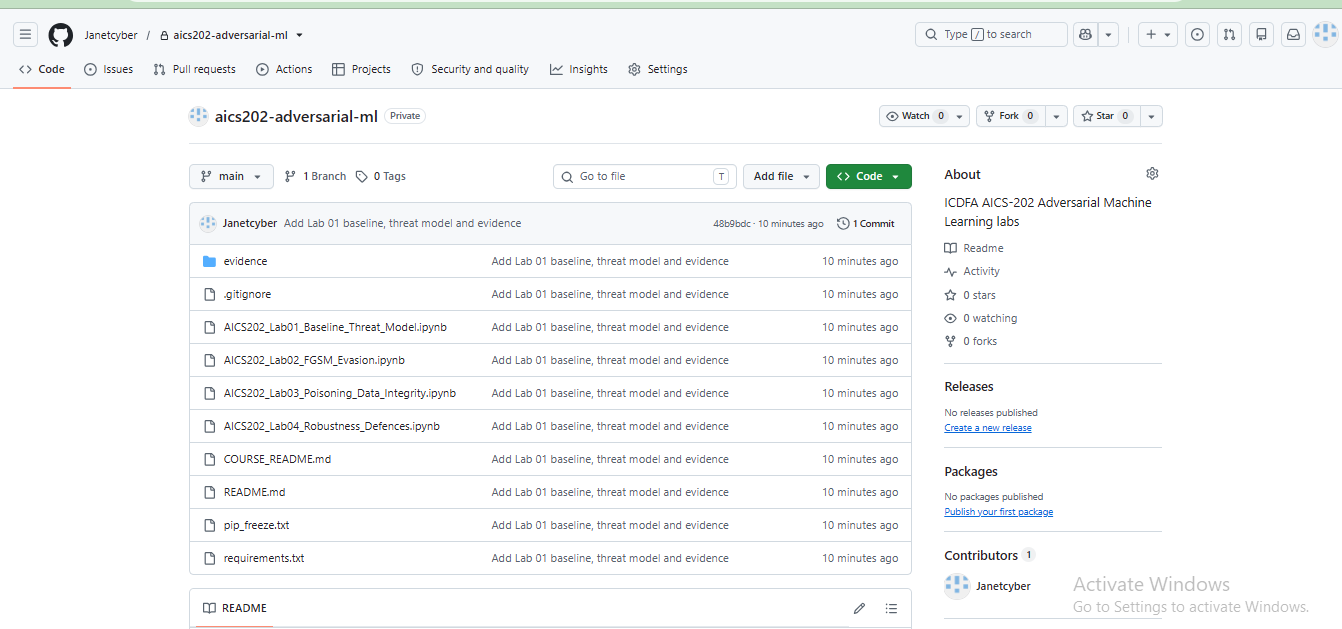 Janetcyber / aics202-adversarial-ml
Type / to search
Code Issues Pull requests Actions Projects Security and quality Insights Settings
aics202-adversarial-ml Private
Watch 0 Fork 0 Star 0
main 1 Branch 0 Tags Go to file T Add file Code
Janetcyber Add Lab 01 baseline, threat model and evidence 48b9bdc · 10 minutes ago 1 Commit
evidence Add Lab 01 baseline, threat model and evidence 10 minutes ago
.gitignore Add Lab 01 baseline, threat model and evidence 10 minutes ago
AICS202_Lab01_Baseline_Threat_Model.ipynb Add Lab 01 baseline, threat model and evidence 10 minutes ago
AICS202_Lab02_FGSM_Evasion.ipynb Add Lab 01 baseline, threat model and evidence 10 minutes ago
AICS202_Lab03_Poisoning_Data_Integrity.ipynb Add Lab 01 baseline, threat model and evidence 10 minutes ago
AICS202_Lab04_Robustness_Defences.ipynb Add Lab 01 baseline, threat model and evidence 10 minutes ago
COURSE_README.md Add Lab 01 baseline, threat model and evidence 10 minutes ago
README.md Add Lab 01 baseline, threat model and evidence 10 minutes ago
pip_freeze.txt Add Lab 01 baseline, threat model and evidence 10 minutes ago
requirements.txt Add Lab 01 baseline, threat model and evidence 10 minutes ago
README
About
ICDFA AICS-202 Adversarial Machine
Learning labs
Readme
Activity
0 stars
0 watching
0 forks
Releases
No releases published
Create a new release
Packages
No packages published
Publish your first package
Contributors 1
Janetcyber
Activate Windows
Go to Settings to activate Windows.